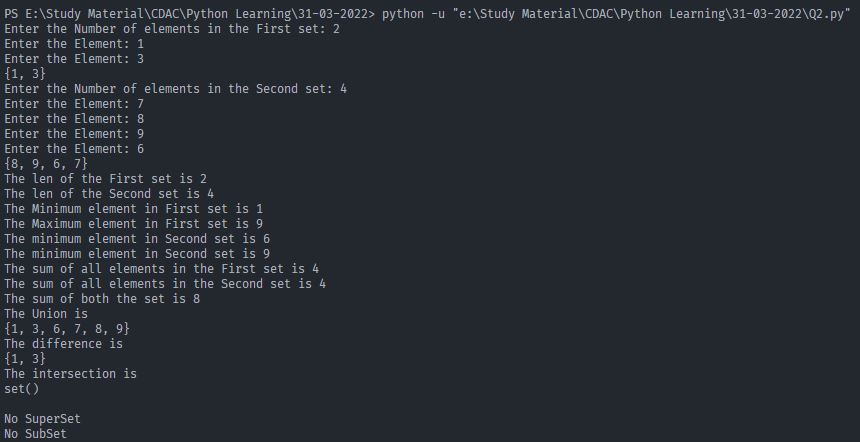 PS E:\Study Material\CDAC\Python Learning\31-03-2022> python -u "e:\Study Material\CDAC\Python Learning\31-03-2022\Q2.py"
Enter the Number of elements in the First set: 2
Enter the Element: 1
Enter the Element: 3
{1, 3}
Enter the Number of elements in the Second set: 4
Enter the Element: 7
Enter the Element: 8
Enter the Element: 9
Enter the Element: 6
{8, 9, 6, 7}
The len of the First set is 2
The len of the Second set is 4
The Minimum element in First set is 1
The Maximum element in First set is 9
The minimum element in Second set is 6
The minimum element in Second set is 9
The sum of all elements in the First set is 4
The sum of all elements in the Second set is 4
The sum of both the set is 8
The Union is
{1, 3, 6, 7, 8, 9}
The difference is
{1, 3}
The intersection is
set()
No SuperSet
No SubSet